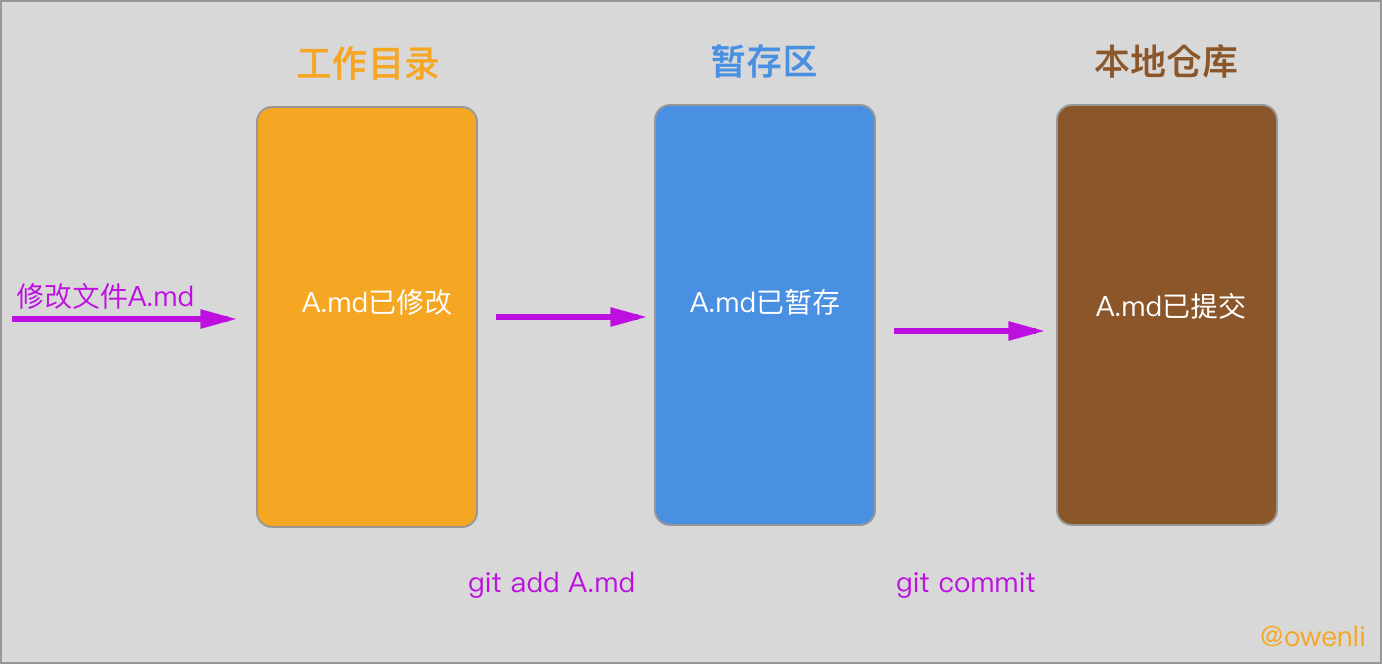 工作目录
暂存区
本地仓库
修改文件A.md
A.md已修改
A.md已暂存
A.md已提交
git add A.md
git commit
@owenli